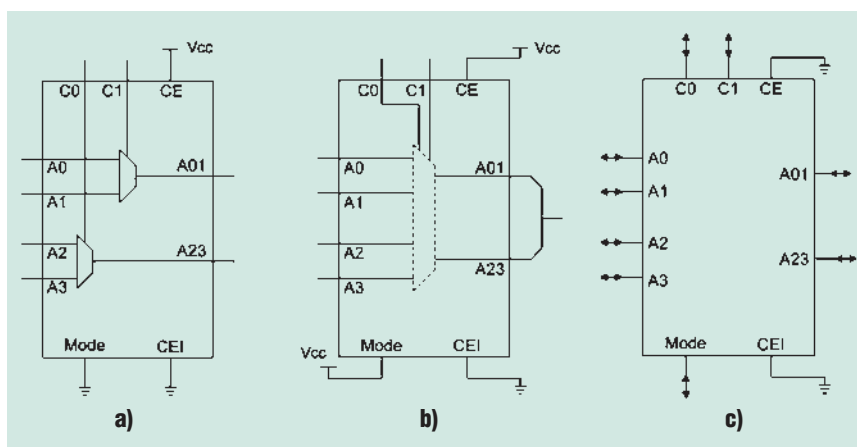 Vcc
C0 C1 CE
A0 A01
A1
A2 A23
A3
Mode CEI
a)
Vcc
C0 C1 CE
A0 A01
A1
A2
A23
A3
Vcc Mode CEI
b)
C0 C1 CE
A0
A01
A1
A2
A23
A3
Mode CEI
c)